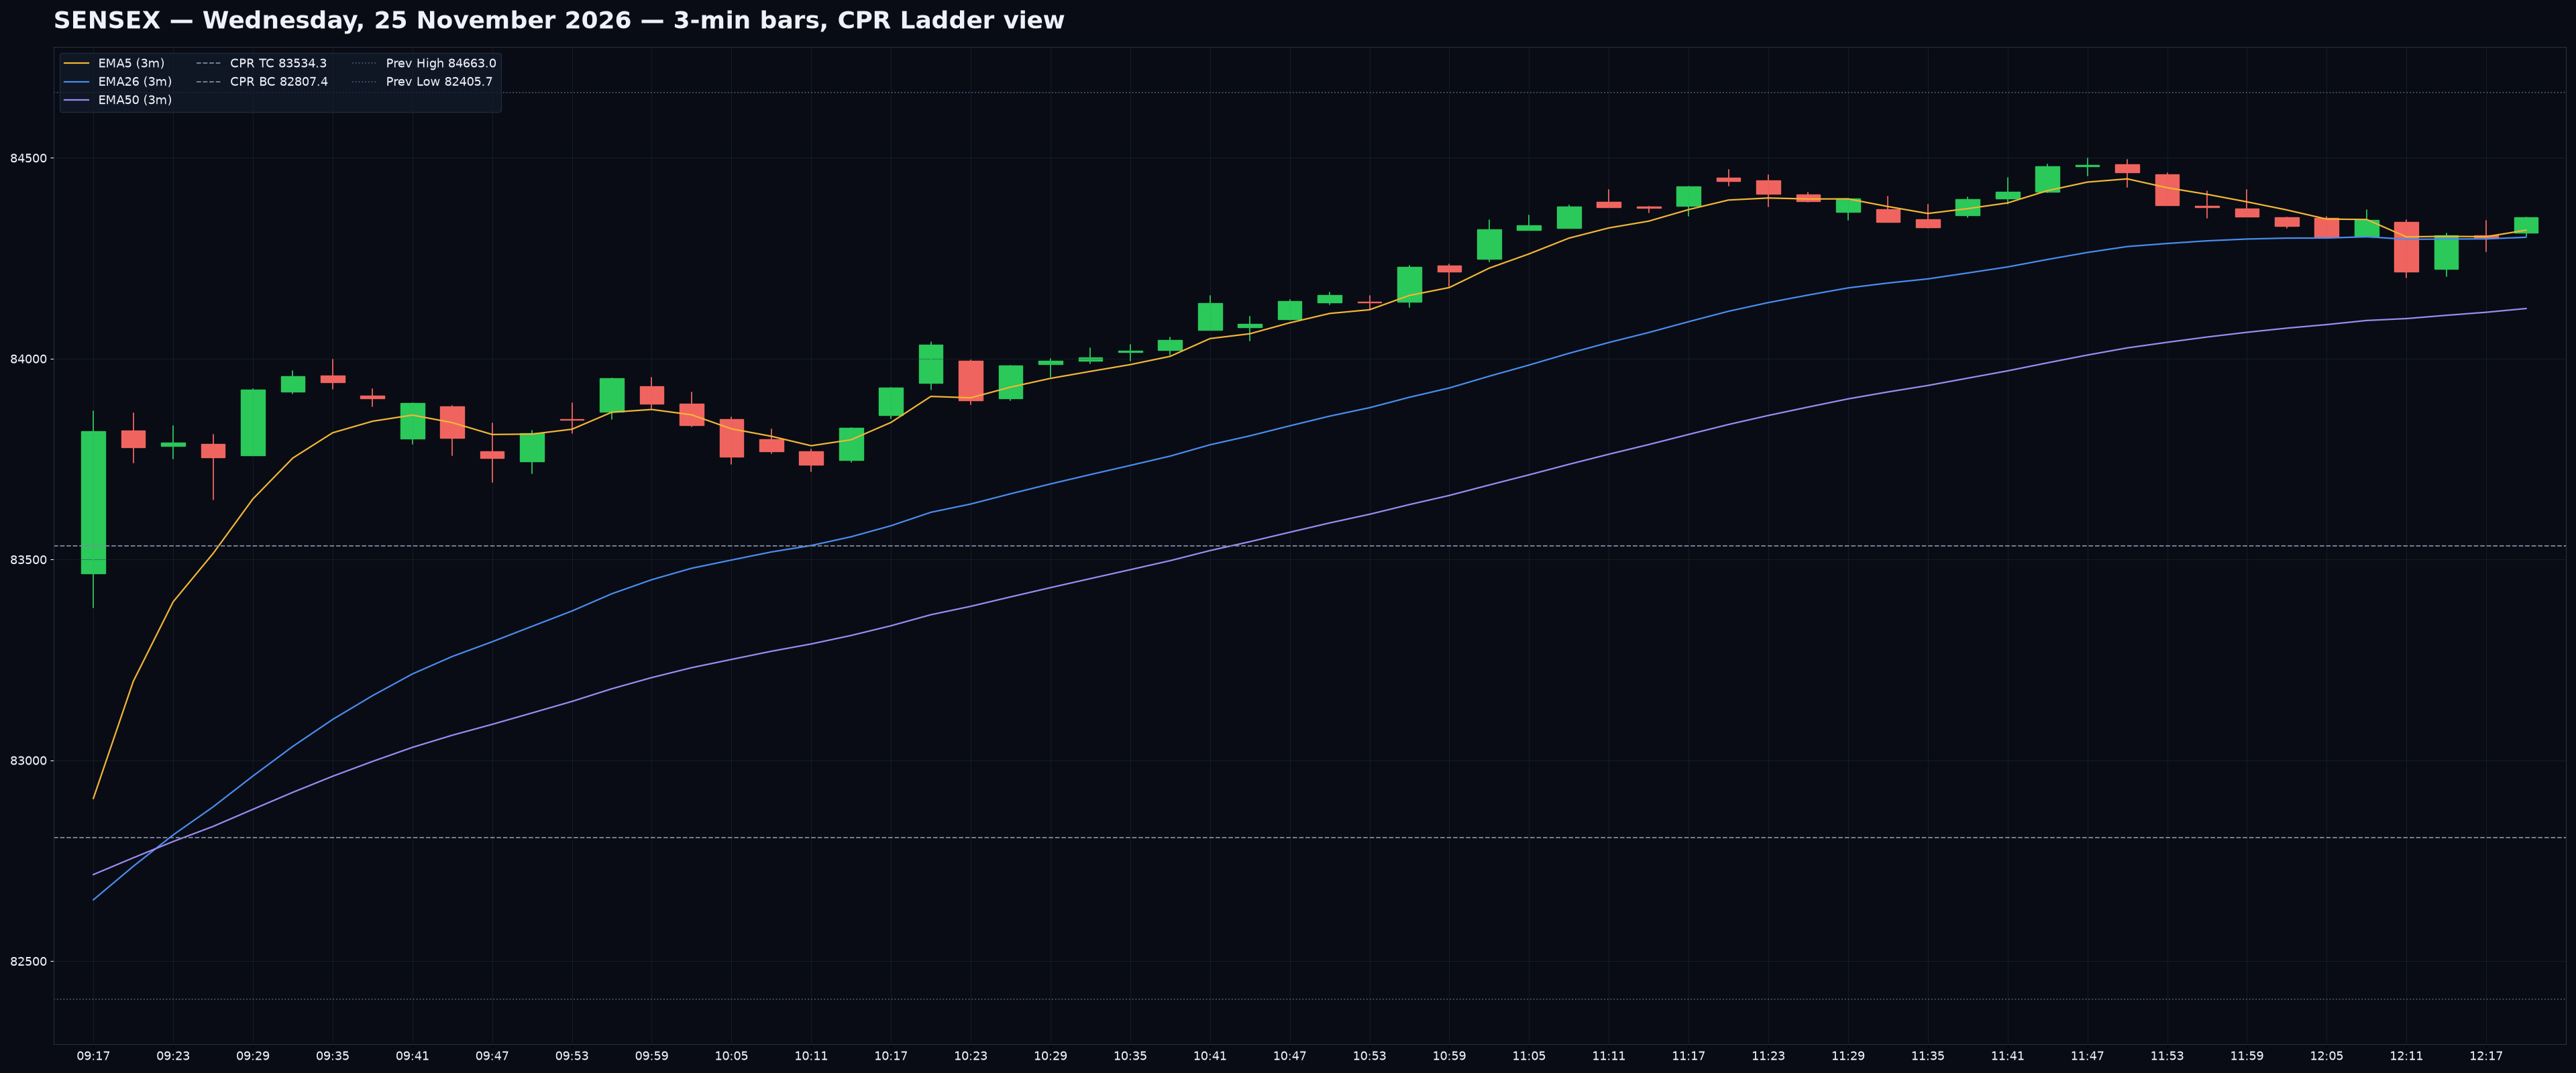 SENSEX — Wednesday, 25 November 2026 — 3-min bars, CPR Ladder view
EMA5 (3m)
EMA26 (3m)
EMA50 (3m)
CPR TC 83534.3
CPR BC 82807.4
Prev High 84663.0
Prev Low 82405.7
84500
84000
83500
83000
82500
09:17 09:23 09:29 09:35 09:41 09:47 09:53 09:59 10:05 10:11 10:17 10:23 10:29 10:35 10:41 10:47 10:53 10:59 11:05 11:11 11:17 11:23 11:29 11:35 11:41 11:47 11:53 11:59 12:05 12:11 12:17